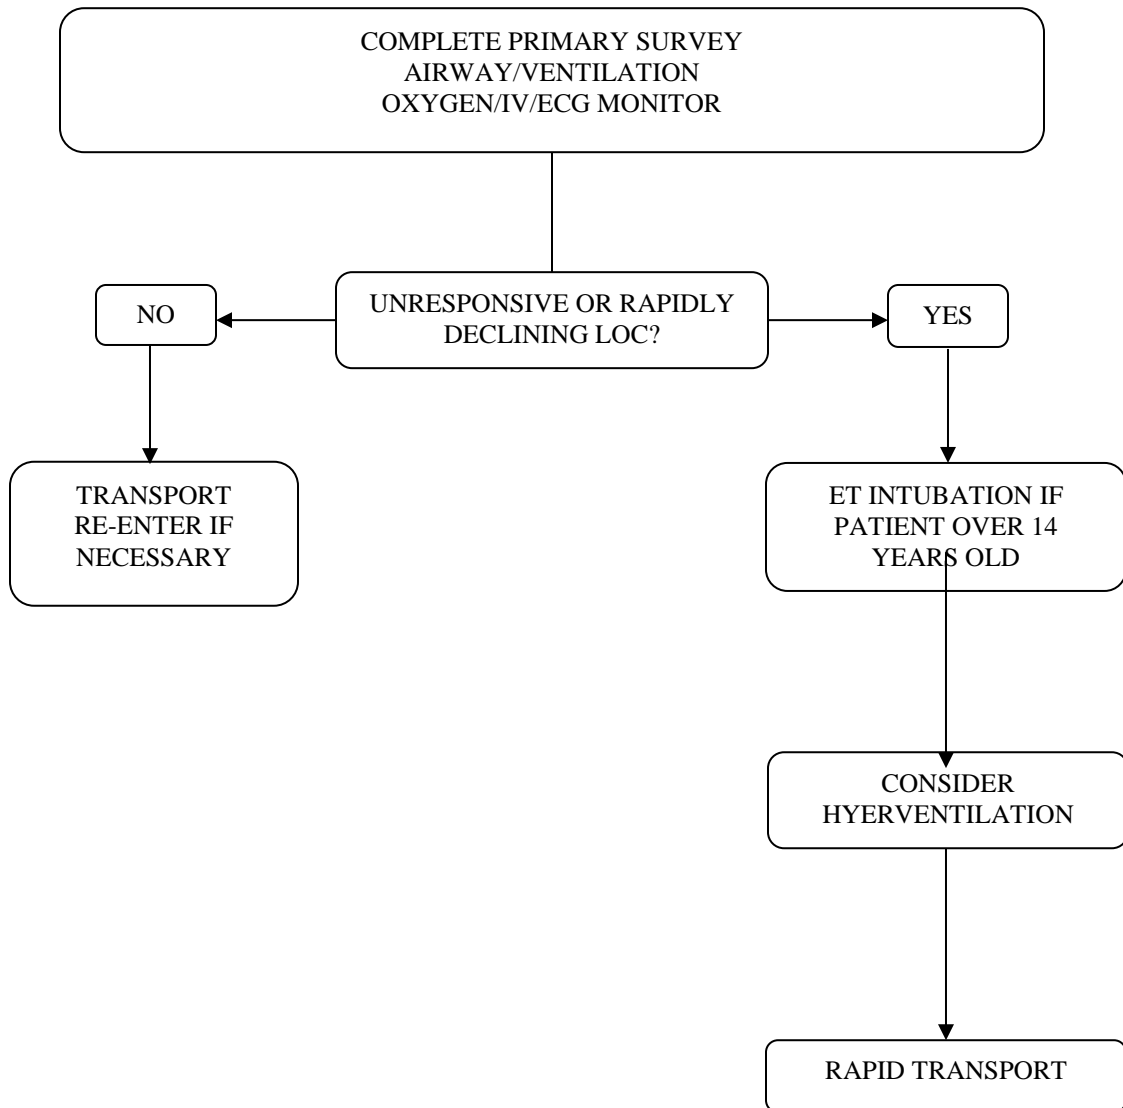 COMPLETE PRIMARY SURVEY
AIRWAY/VENTILATION
OXYGEN/IV/ECG MONITOR
UNRESPONSIVE OR RAPIDLY
DECLINING LOC?
NO
YES
TRANSPORT
RE-ENTER IF
NECESSARY
ET INTUBATION IF
PATIENT OVER 14
YEARS OLD
CONSIDER
HYERVENTILATION
RAPID TRANSPORT